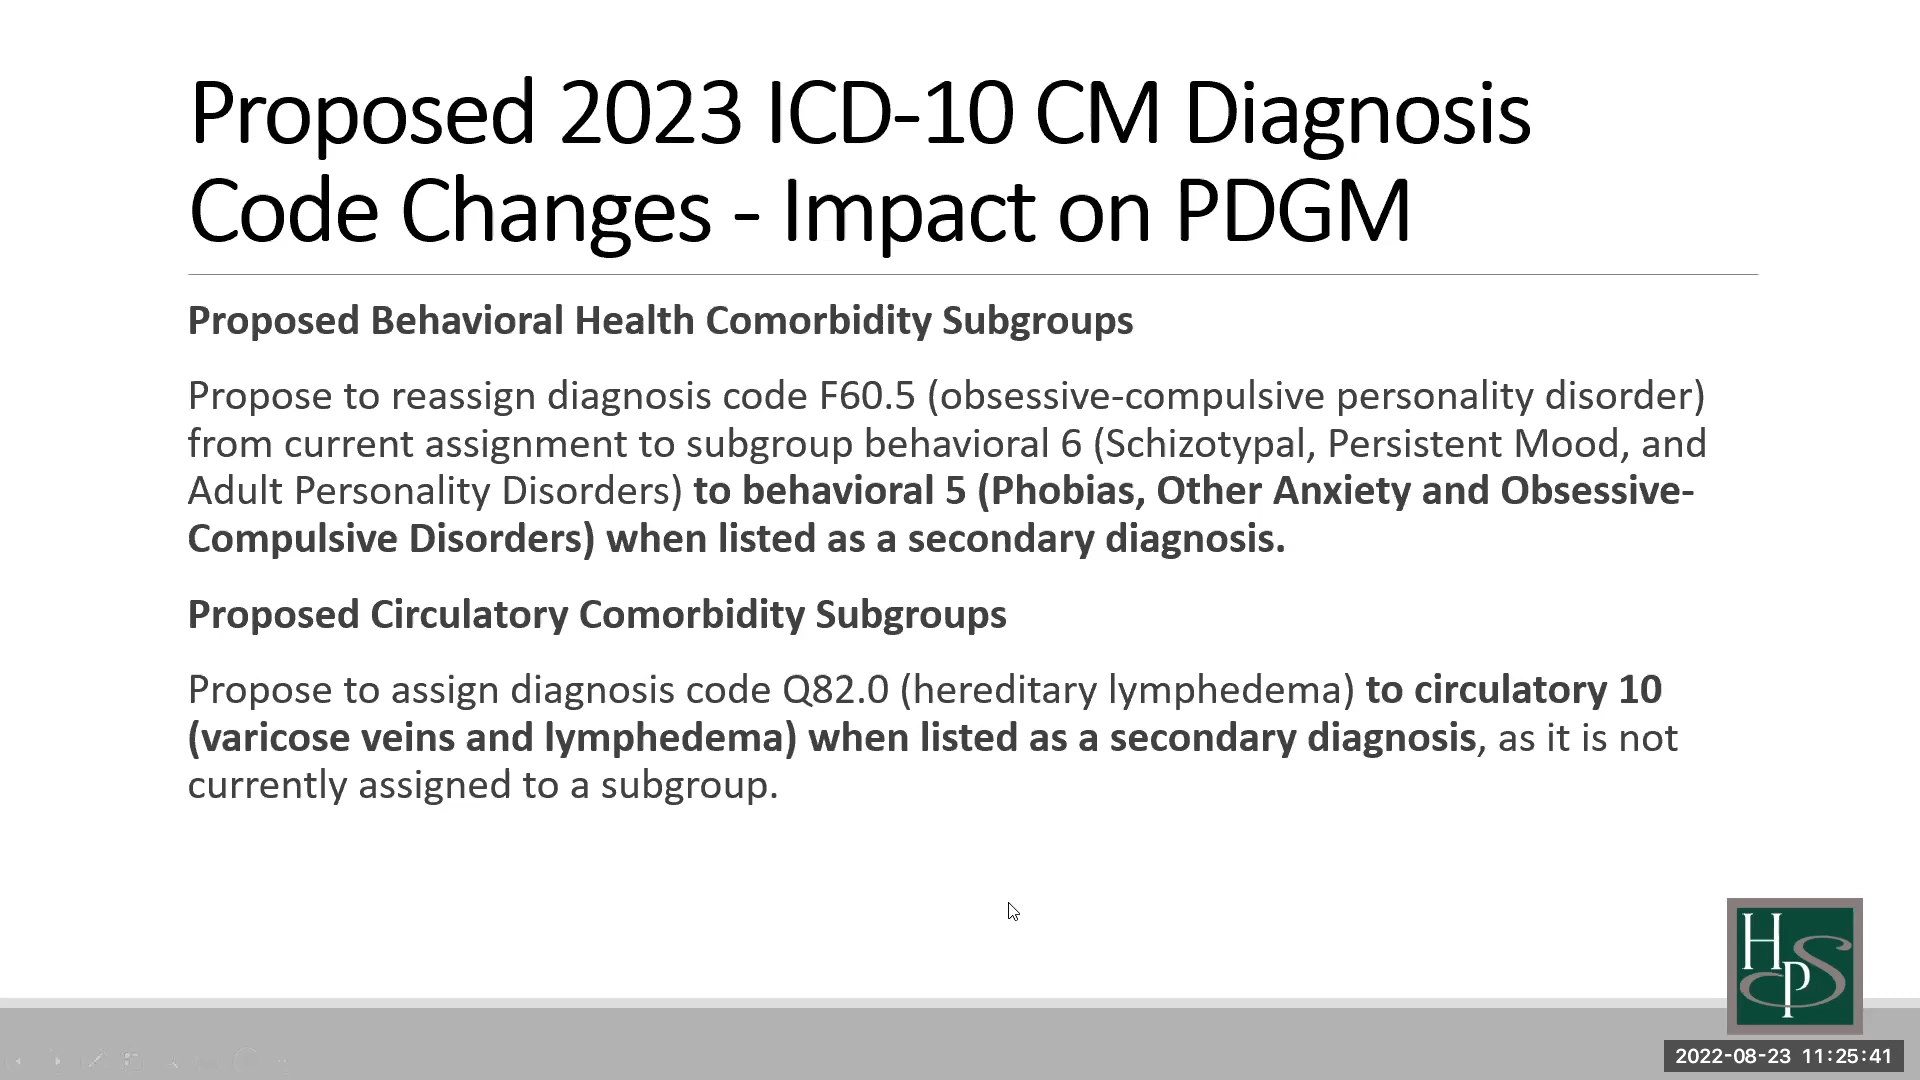 Proposed 2023 ICD-10 CM Diagnosis
Code Changes - Impact on PDGM
Proposed Behavioral Health Comorbidity Subgroups
Propose to reassign diagnosis code F60.5 (obsessive-compulsive personality disorder)
from current assignment to subgroup behavioral 6 (Schizotypal, Persistent Mood, and
Adult Personality Disorders) to behavioral 5 (Phobias, Other Anxiety and Obsessive-
Compulsive Disorders) when listed as a secondary diagnosis.
Proposed Circulatory Comorbidity Subgroups
Propose to assign diagnosis code Q82.0 (hereditary lymphedema) to circulatory 10
(varicose veins and lymphedema) when listed as a secondary diagnosis, as it is not
currently assigned to a subgroup.
HPS
2022-08-23 11:25:41